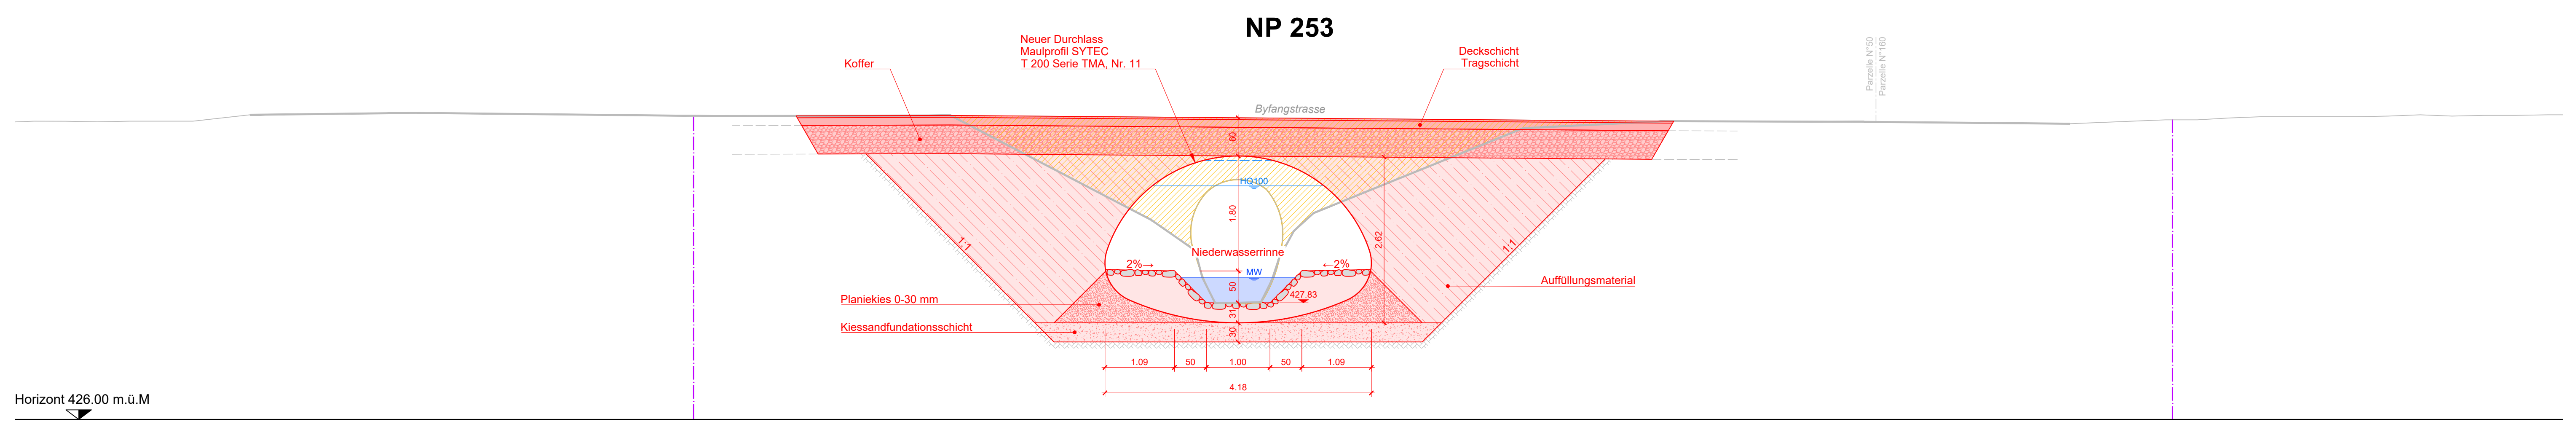 NP 253
Neuer Durchlass
Maulprofil SYTEC
T 200 Serie TMA, Nr. 11
Koffer
Deckschicht
Tragschicht
Parzelle N°50
Parzelle N°160
Byfangstrasse
60
HQ100
1.80
2.62
1:1
1:1
Niederwasserrinne
2%→
←2%
MW
50
427.83
31
30
Auffüllungsmaterial
Planiekies 0-30 mm
Kiessandfundationsschicht
1.09
50
1.00
50
1.09
4.18
Horizont 426.00 m.ü.M